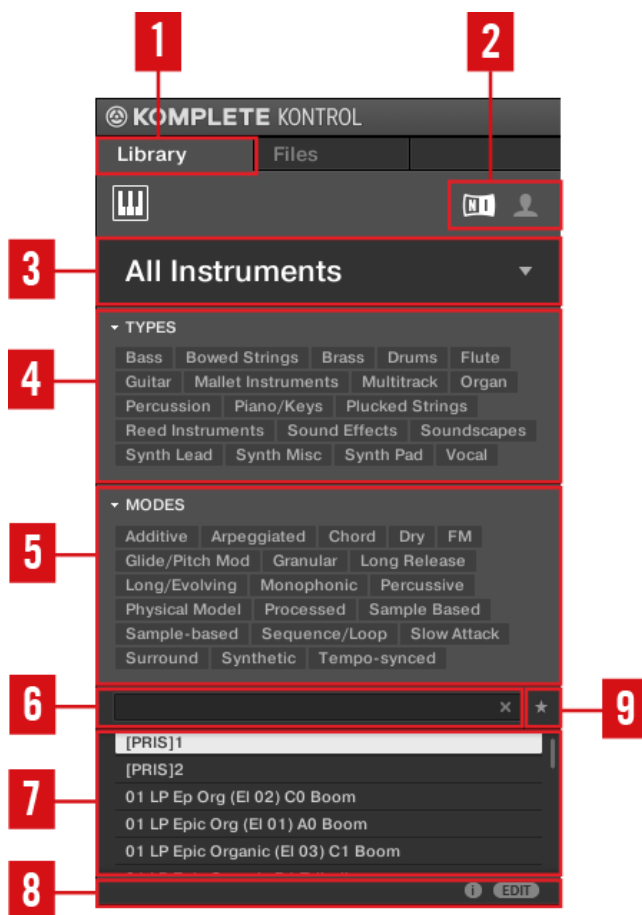 1
2
KOMPLETE KONTROL
Library Files
NI
3
All Instruments
TYPES
4
Bass Bowed Strings Brass Drums Flute
Guitar Mallet Instruments Multitrack Organ
Percussion Piano/Keys Plucked Strings
Reed Instruments Sound Effects Soundscapes
Synth Lead Synth Misc Synth Pad Vocal
MODES
5
Additive Arpeggiated Chord Dry FM
Glide/Pitch Mod Granular Long Release
Long/Evolving Monophonic Percussive
Physical Model Processed Sample Based
Sample-based Sequence/Loop Slow Attack
Surround Synthetic Tempo-synced
6
9
[PRIS]1
[PRIS]2
7
01 LP Ep Org (El 02) C0 Boom
01 LP Epic Org (El 01) A0 Boom
01 LP Epic Organic (El 03) C1 Boom
8
i EDIT